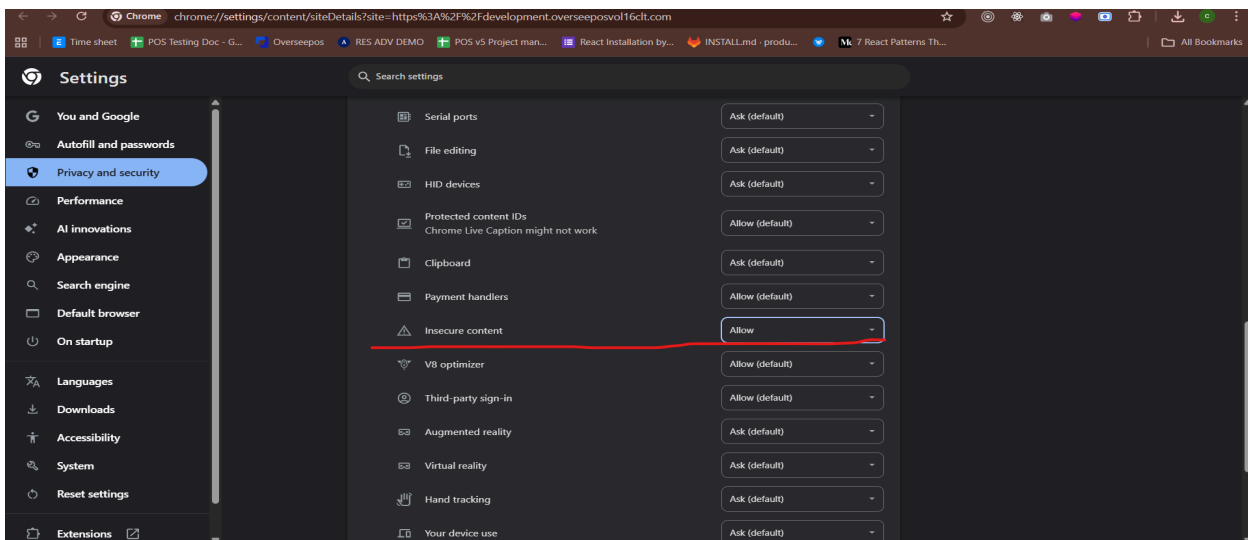 Chrome
chrome://settings/content/siteDetails?site=https%3A%2F%2Fdevelopment.overseeposvol16clt.com
C
Time sheet
POS Testing Doc - G...
Overseepos
RES ADV DEMO
POS v5 Project man...
React Installation by...
INSTALL.md · produ...
7 React Patterns Th...
All Bookmarks
Settings
Search settings
You and Google
Autofill and passwords
Privacy and security
Performance
AI innovations
Appearance
Search engine
Default browser
On startup
Languages
Downloads
Accessibility
System
Reset settings
Extensions
Serial ports
Ask (default)
File editing
Ask (default)
HID devices
Ask (default)
Protected content IDs
Chrome Live Caption might not work
Allow (default)
Clipboard
Ask (default)
Payment handlers
Allow (default)
Insecure content
Allow
V8 optimizer
Allow (default)
Third-party sign-in
Allow (default)
Augmented reality
Ask (default)
Virtual reality
Ask (default)
Hand tracking
Ask (default)
Your device use
Ask (default)